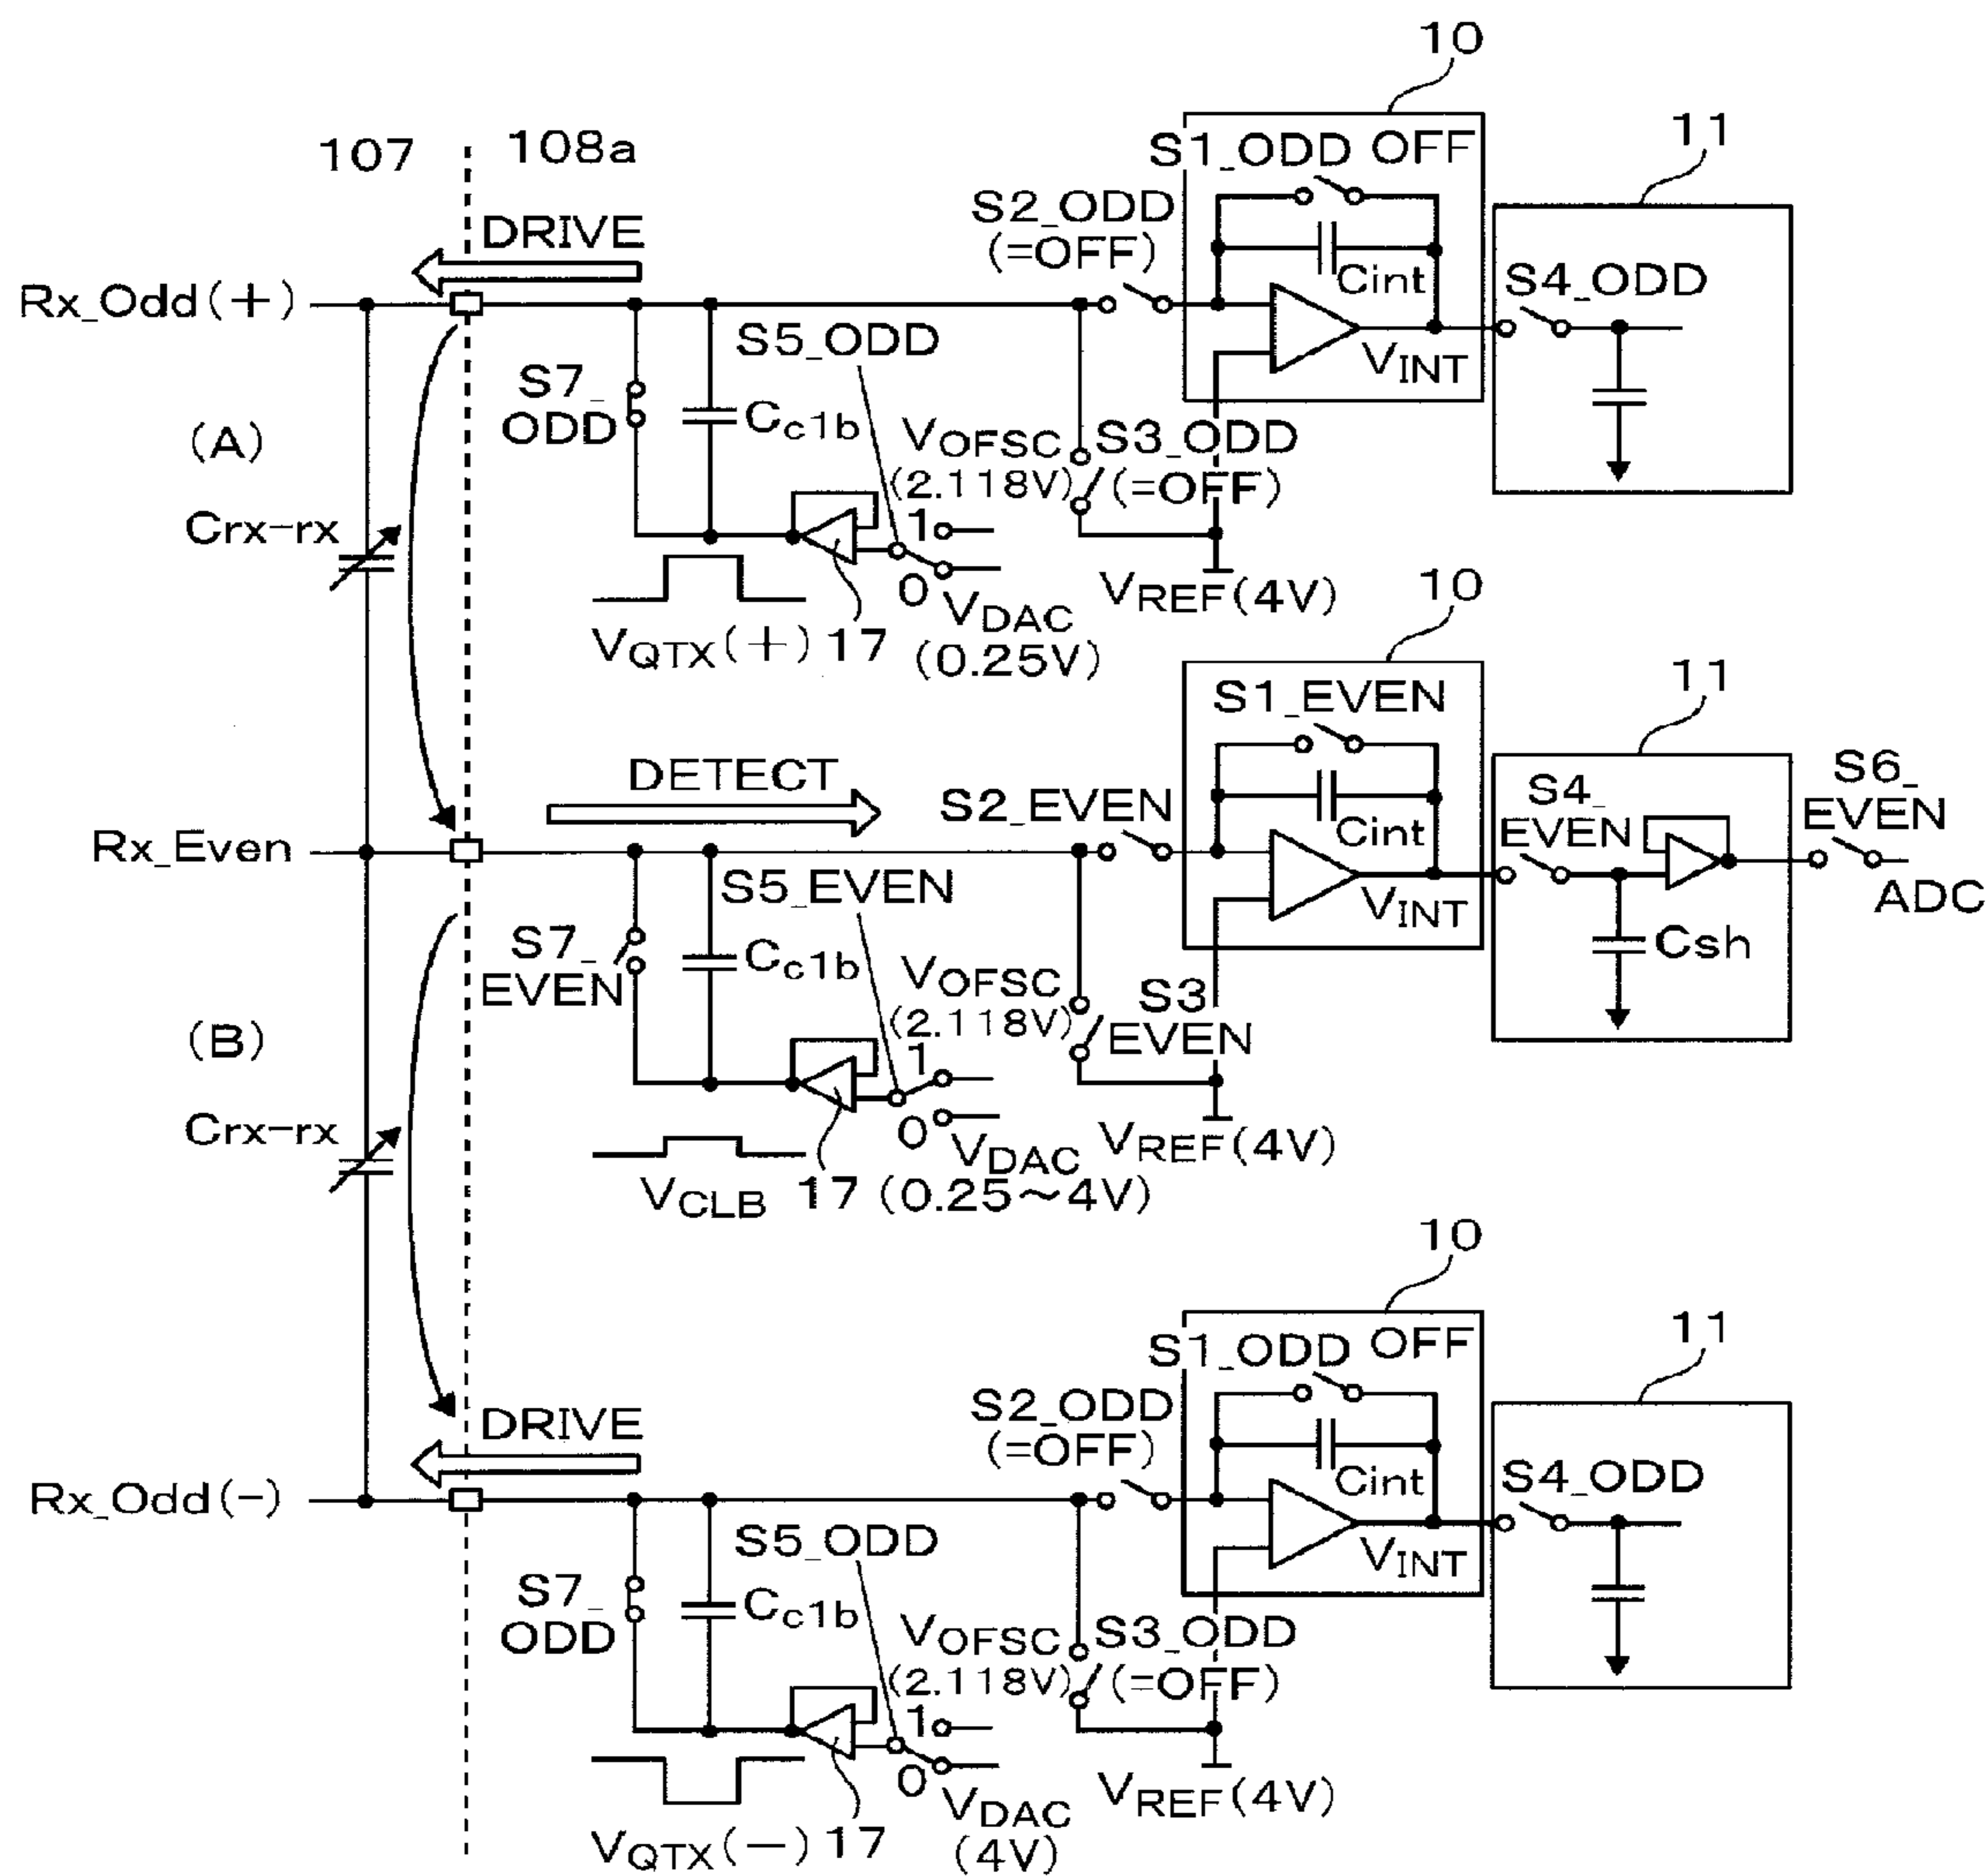 107
108a
10
11
DRIVE
S2_ODD
(=OFF)
S1_ODD OFF
Cint
VINT
S4_ODD
Rx_Odd(+)
S5_ODD
S7_
ODD
Cc1b
VOFSC
(2.118V)
S3_ODD
(=OFF)
(A)
Crx-rx
1
0
VDAC
(0.25V)
VREF(4V)
VQTX(+)
17
10
11
DETECT
S2_EVEN
S1_EVEN
Cint
VINT
S4_
EVEN
S6_
EVEN
ADC
Csh
Rx_Even
S5_EVEN
S7_
EVEN
Cc1b
VOFSC
(2.118V)
S3
EVEN
(B)
Crx-rx
1
0
VDAC
(0.25~4V)
VREF(4V)
VCLB
17
10
11
DRIVE
S2_ODD
(=OFF)
S1_ODD OFF
Cint
VINT
S4_ODD
Rx_Odd(-)
S5_ODD
S7_
ODD
Cc1b
VOFSC
(2.118V)
S3_ODD
(=OFF)
1
0
VDAC
(4V)
VREF(4V)
VQTX(-)
17